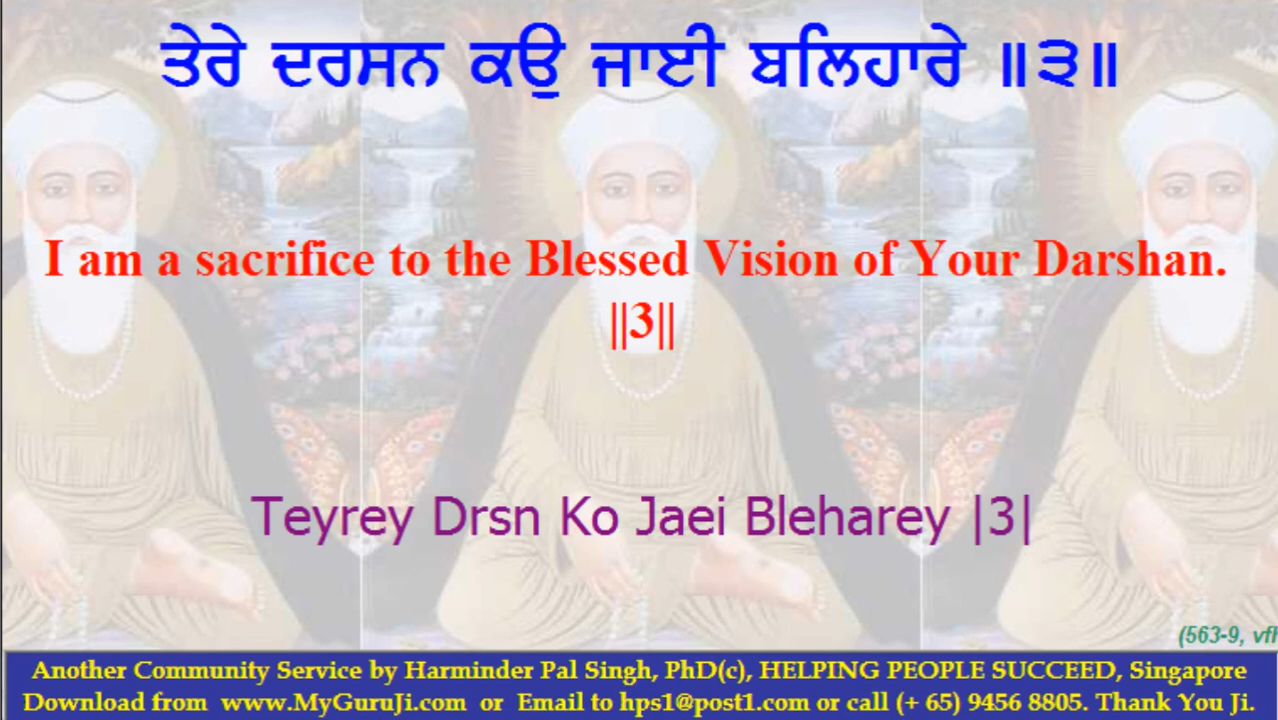 ਤੇਰੇ ਦਰਸਨ ਕਉ ਜਾਈ ਬਲਿਹਾਰੇ ॥੩॥
I am a sacrifice to the Blessed Vision of Your Darshan.
||3||
Teyrey Drsn Ko Jaei Bleharey |3|
(563-9,
Another Community Service by Harminder Pal Singh, PhD(c), HELPING PEOPLE SUCCEED, Singapore
Download from www.MyGuruJi.com or Email to hps1@post1.com or call (+ 65) 9456 8805. Thank You Ji.